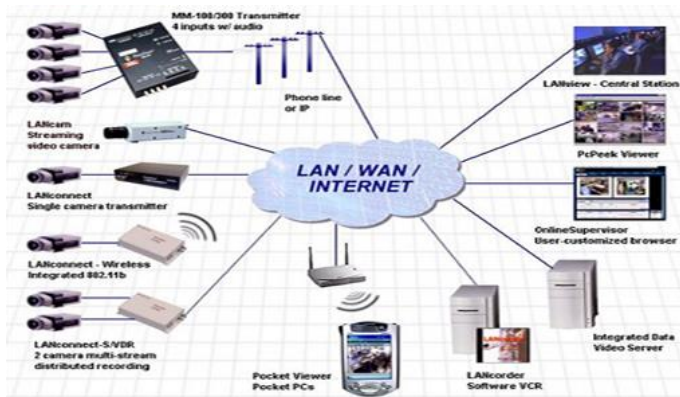 MM-100/300 Transmitter
4 inputs w/ audio
Phone line
or IP
LANcam
Streaming
video camera
LANconnect
Single camera transmitter
LANconnect - Wireless
Integrated 802.11b
LANconnect-S/VDR
2 camera multi-stream
distributed recording
LAN / WAN /
INTERNET
Pocket Viewer
Pocket PCs
LANcorder
Software VCR
LANview - Central Station
PcPeek Viewer
OnlineSupervisor
User-customized browser
Integrated Data
Video Server